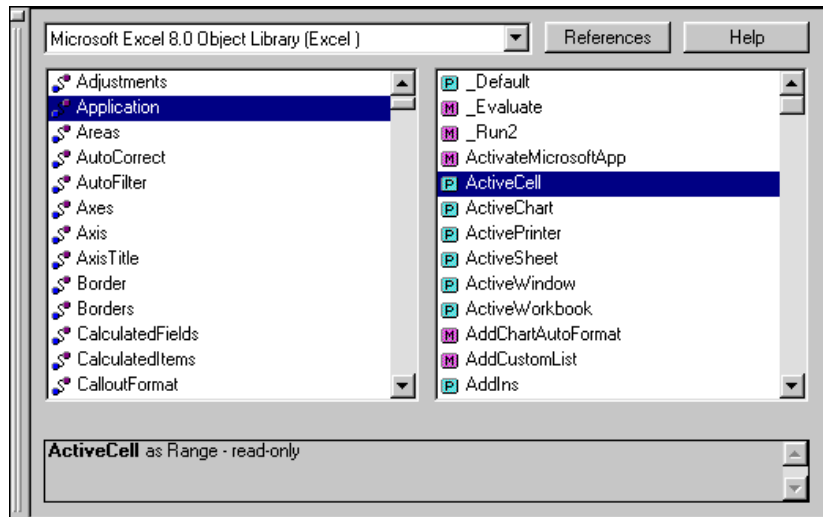 Microsoft Excel 8.0 Object Library (Excel )
References
Help
Adjustments
Application
Areas
AutoCorrect
AutoFilter
Axes
Axis
AxisTitle
Border
Borders
CalculatedFields
CalculatedItems
CalloutFormat
P _Default
M _Evaluate
M _Run2
M ActivateMicrosoftApp
P ActiveCell
P ActiveChart
P ActivePrinter
P ActiveSheet
P ActiveWindow
P ActiveWorkbook
M AddChartAutoFormat
M AddCustomList
P AddIns
ActiveCell as Range - read-only